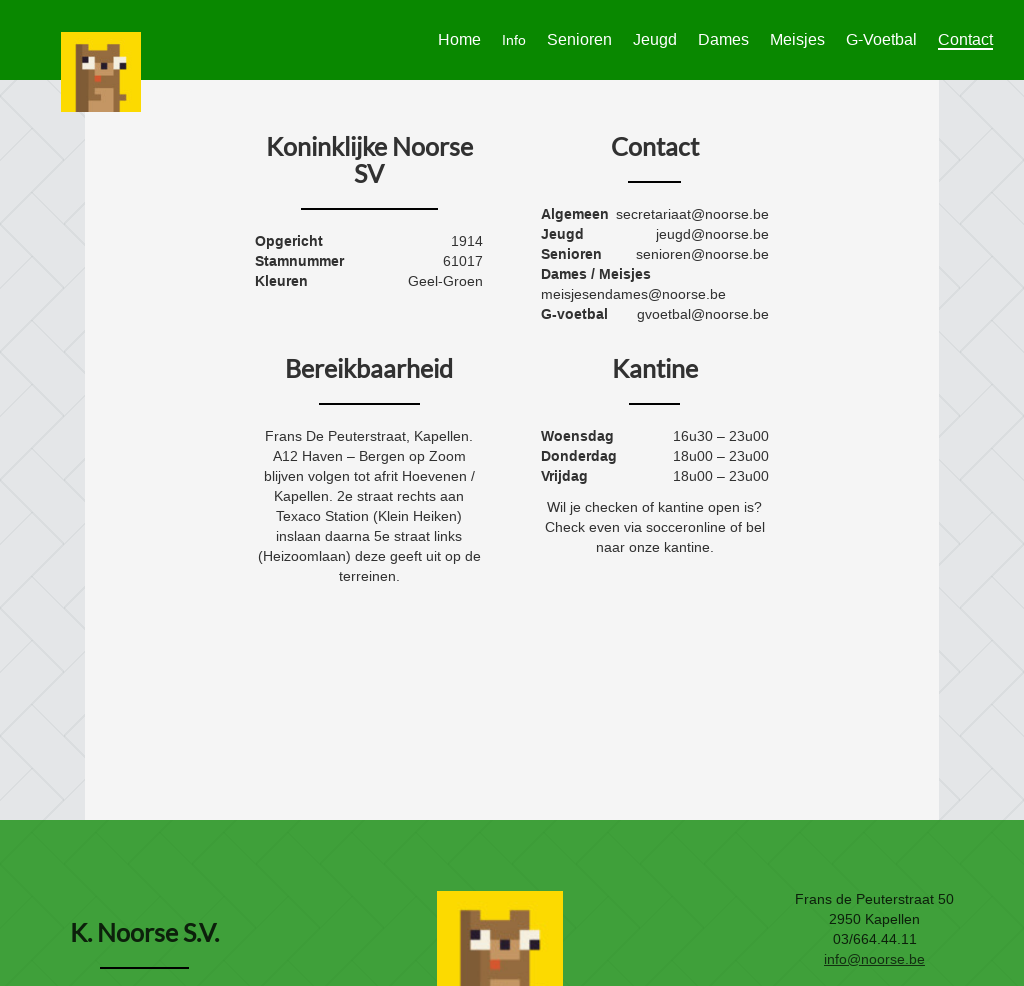 Home Info Senioren Jeugd Dames Meisjes G-Voetbal Contact
Koninklijke Noorse
SV
Opgericht 1914
Stamnummer 61017
Kleuren Geel-Groen
Contact
Algemeen secretariaat@noorse.be
Jeugd jeugd@noorse.be
Senioren senioren@noorse.be
Dames / Meisjes
meisjesendames@noorse.be
G-voetbal gvoetbal@noorse.be
Bereikbaarheid
Frans De Peuterstraat, Kapellen.
A12 Haven – Bergen op Zoom
blijven volgen tot afrit Hoevenen /
Kapellen. 2e straat rechts aan
Texaco Station (Klein Heiken)
inslaan daarna 5e straat links
(Heizoomlaan) deze geeft uit op de
terreinen.
Kantine
Woensdag 16u30 – 23u00
Donderdag 18u00 – 23u00
Vrijdag 18u00 – 23u00
Wil je checken of kantine open is?
Check even via socceronline of bel
naar onze kantine.
K. Noorse S.V.
Frans de Peuterstraat 50
2950 Kapellen
03/664.44.11
info@noorse.be